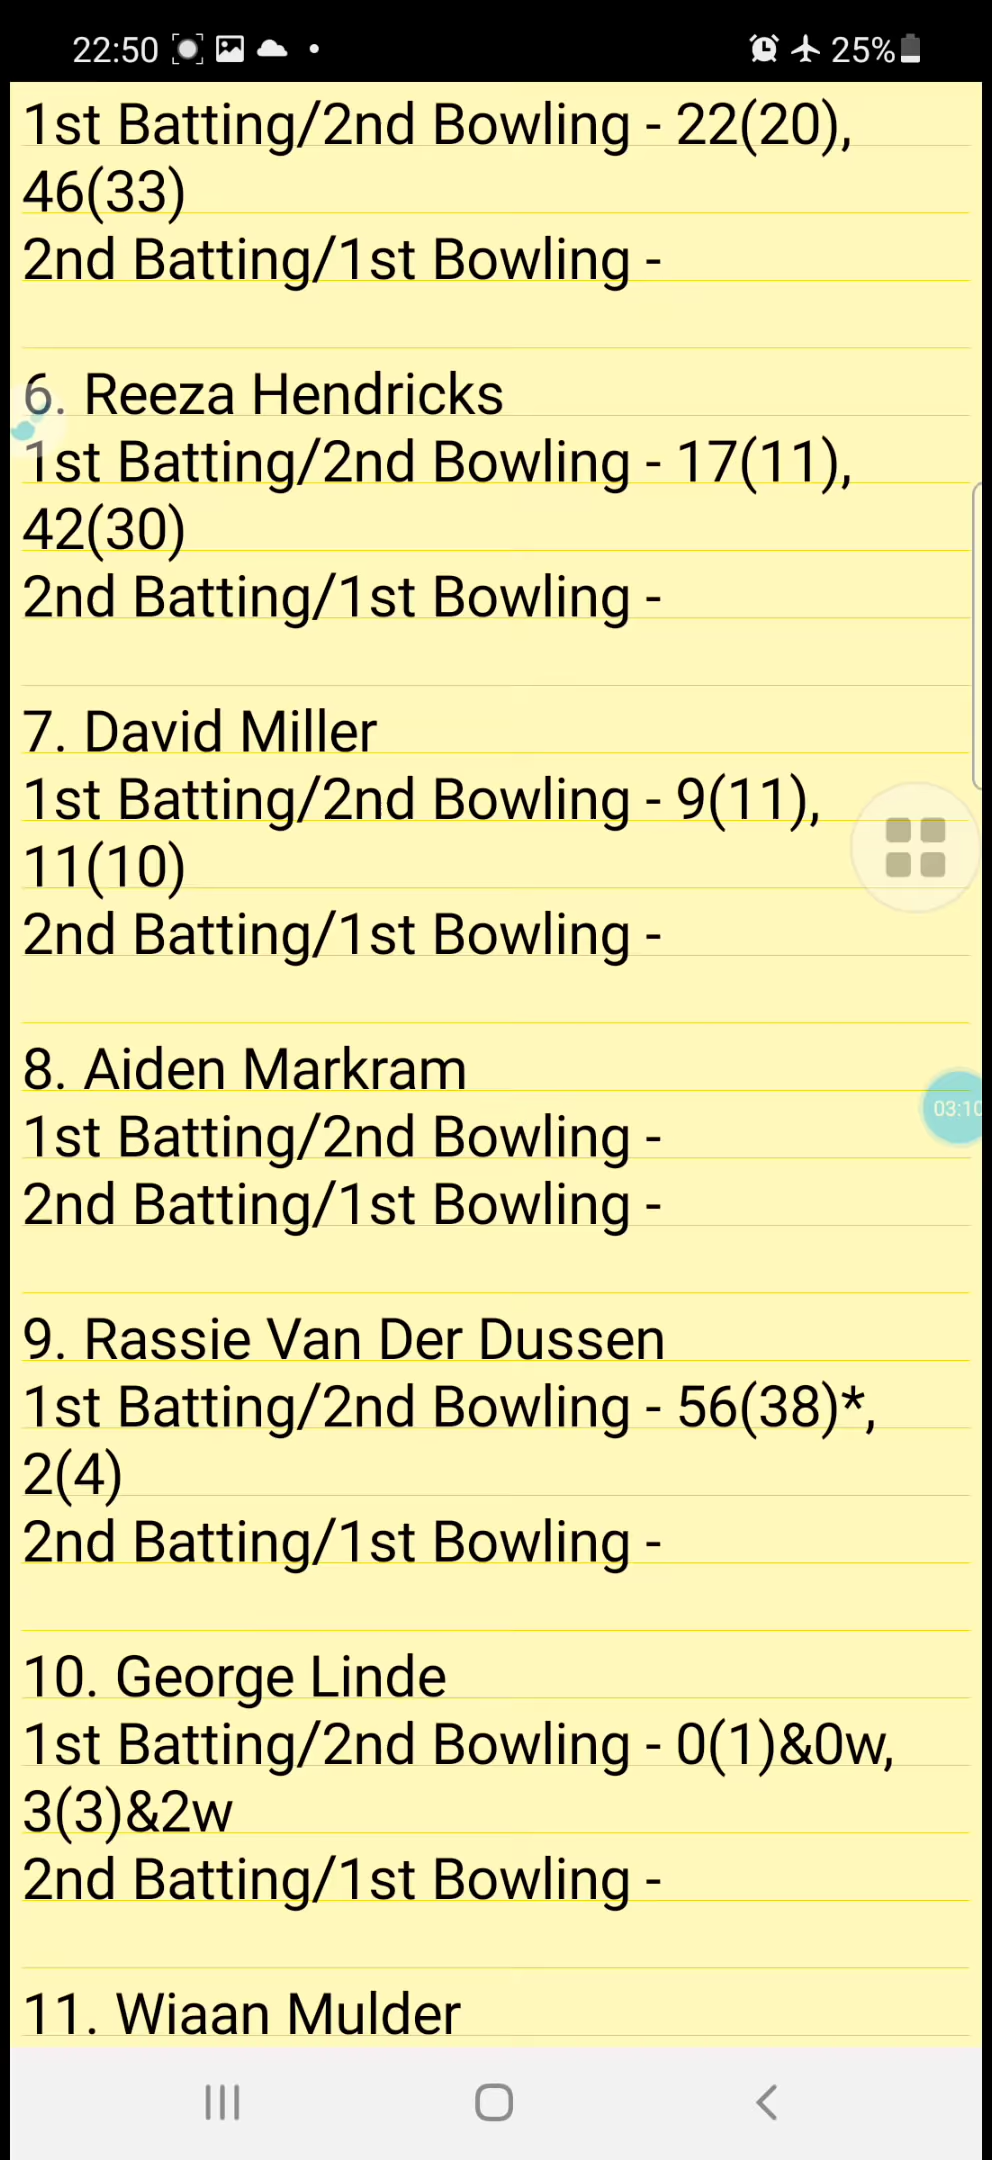 22:50 25%
1st Batting/2nd Bowling - 22(20),
46(33)
2nd Batting/1st Bowling -
6. Reeza Hendricks
1st Batting/2nd Bowling - 17(11),
42(30)
2nd Batting/1st Bowling -
7. David Miller
1st Batting/2nd Bowling - 9(11),
11(10)
2nd Batting/1st Bowling -
8. Aiden Markram
03:10
1st Batting/2nd Bowling -
2nd Batting/1st Bowling -
9. Rassie Van Der Dussen
1st Batting/2nd Bowling - 56(38)*,
2(4)
2nd Batting/1st Bowling -
10. George Linde
1st Batting/2nd Bowling - 0(1)&0w,
3(3)&2w
2nd Batting/1st Bowling -
11. Wiaan Mulder